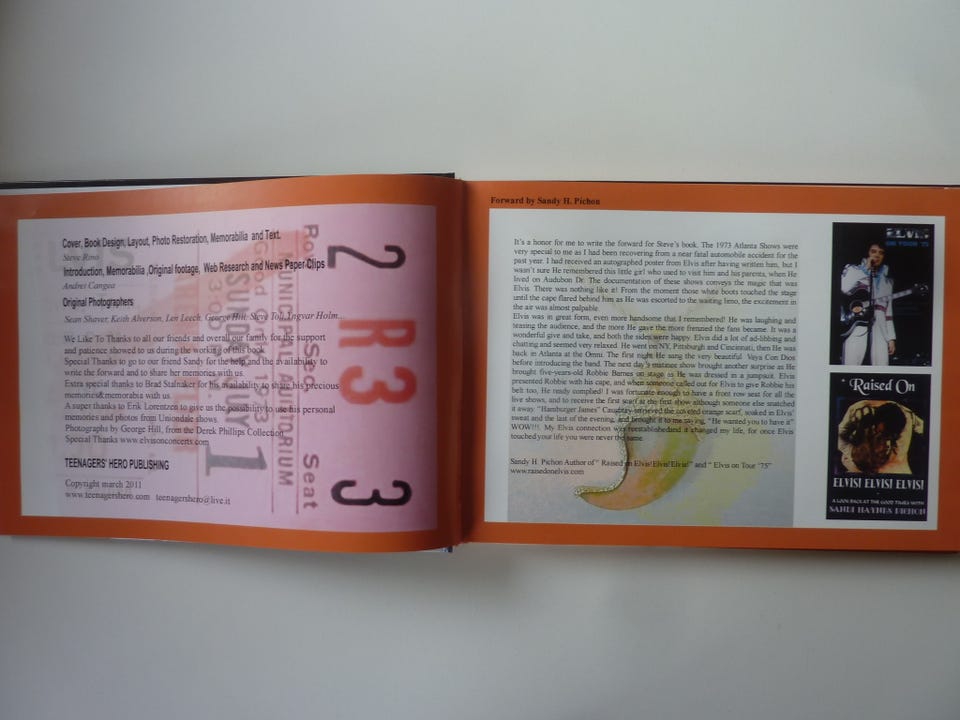 Cover, Book Design, Layout, Photo Restoration, Memorabilia and Text.
Steve Rino
Introduction, Memorabilia ,Original footage, Web Research and News Paper Clips
Andrei Cangea
Original Photographers
Sean Shaver, Keith Alverson, Len Leech, George Hill, Steve Toll, Yngvar Holm...
We Like To Thanks to all our friends and overall our family for the support
and patience showed to us during the working of this book
Special Thanks to go to our friend Sandy for the help and the availability to
write the forward and to share her memories with us.
Extra special thanks to Brad Stalnaker for his availability to share his precious
memories&memorabia with us.
A super thanks to Erik Lorentzen to give us the possibility to use his personal
memories and photos from Uniondale shows.
Photographs by George Hill, from the Derek Phillips Collection
Special Thanks www.elvisonconcerts.com
TEENAGERS' HERO PUBLISHING
Copyright march 2011
www.teenagershero.com teenagershero@live.it
2 R3 3
Seat
MUNICIPAL AUDITORIUM
SUNDAY
1
Forward by Sandy H. Pichon
It's a honor for me to write the forward for Steve's book. The 1973 Atlanta Shows were
very special to me as I had been recovering from a near fatal automobile accident for the
past year. I had received an autographed poster from Elvis after having written him, but I
wasn't sure He remembered this little girl who used to visit him and his parents, when He
lived on Audubon Dr. The documentation of these shows conveys the magic that was
Elvis. There was nothing like it! From the moment those white boots touched the stage
until the cape flared behind him as He was escorted to the waiting limo, the excitement in
the air was almost palpable.
Elvis was in great form, even more handsome that I remembered! He was laughing and
teasing the audience, and the more He gave the more frenzied the fans became. It was a
wonderful give and take, and both the sides were happy. Elvis did a lot of ad-libbing and
chatting and seemed very relaxed. He went on NY, Pittsburgh and Cincinnati, then He was
back in Atlanta at the Omni. The first night He sang the very beautiful Vaya Con Dios
before introducing the band. The next day's matinee show brought another surprise as He
brought five-years-old Robbie Barnes on stage as He was dressed in a jumpsuit. Elvis
presented Robbie with his cape, and when someone called out for Elvis to give Robbie his
belt too, He ready complied! I was fortunate enough to have a front row seat for all the
live shows, and to receive the first scarf at the first show although someone else snatched
it away. "Hamburger James" Caughtey retrieved the coveted orange scarf, soaked in Elvis'
sweat and the last of the evening, and brought it to me saying, "He wanted you to have it"
WOW!!!. My Elvis connection was reestablishedand it changed my life, for once Elvis
touched your life you were never the same.
Sandy H. Pichon Author of " Raised on Elvis!Elvis!Elvis!" and " Elvis on Tour "75"
www.raisedonelvis.com
ELVIS!
ON TOUR '75
Raised On
ELVIS! ELVIS! ELVIS!
A LOOK BACK AT THE GOOD TIMES WITH
SANDI HAYNES PICHON